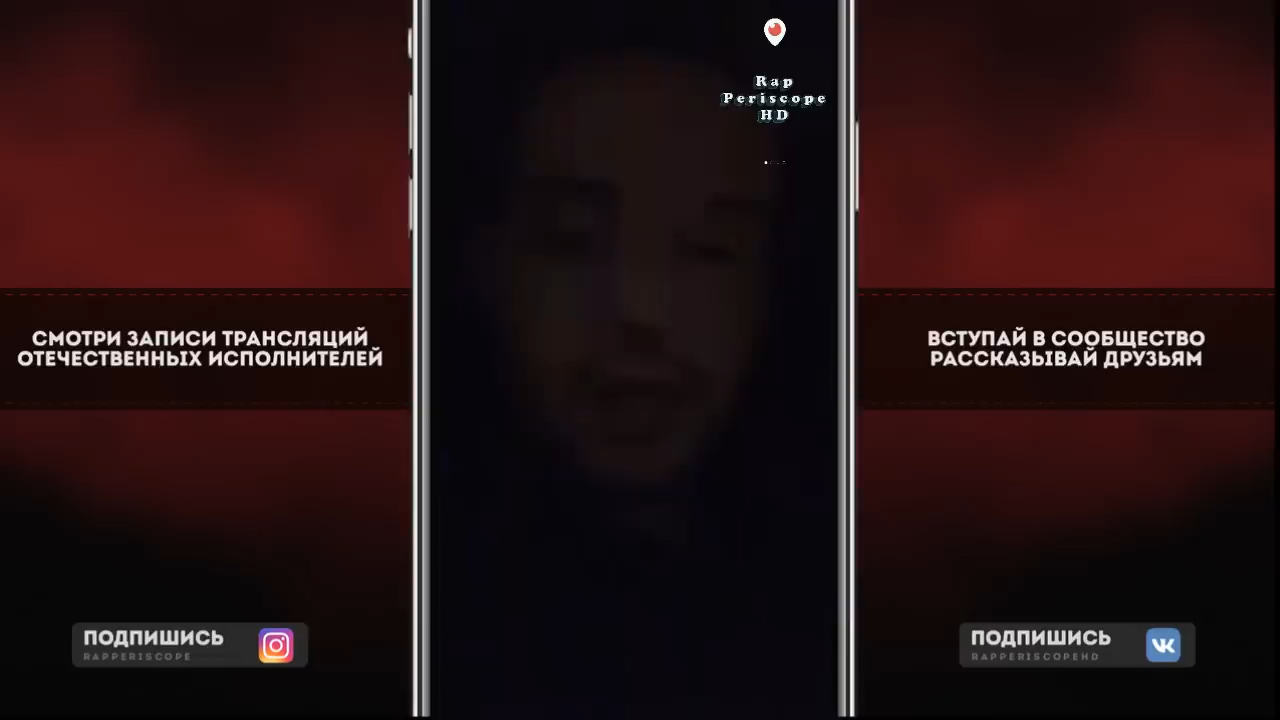 Rap
Periscope
HD
СМОТРИ ЗАПИСИ ТРАНСЛЯЦИЙ
ОТЕЧЕСТВЕННЫХ ИСПОЛНИТЕЛЕЙ
ВСТУПАЙ В СООБЩЕСТВО
РАССКАЗЫВАЙ ДРУЗЬЯМ
ПОДПИШИСЬ
RAPPERISCOPE
ПОДПИШИСЬ
RAPPERISCOPEHD